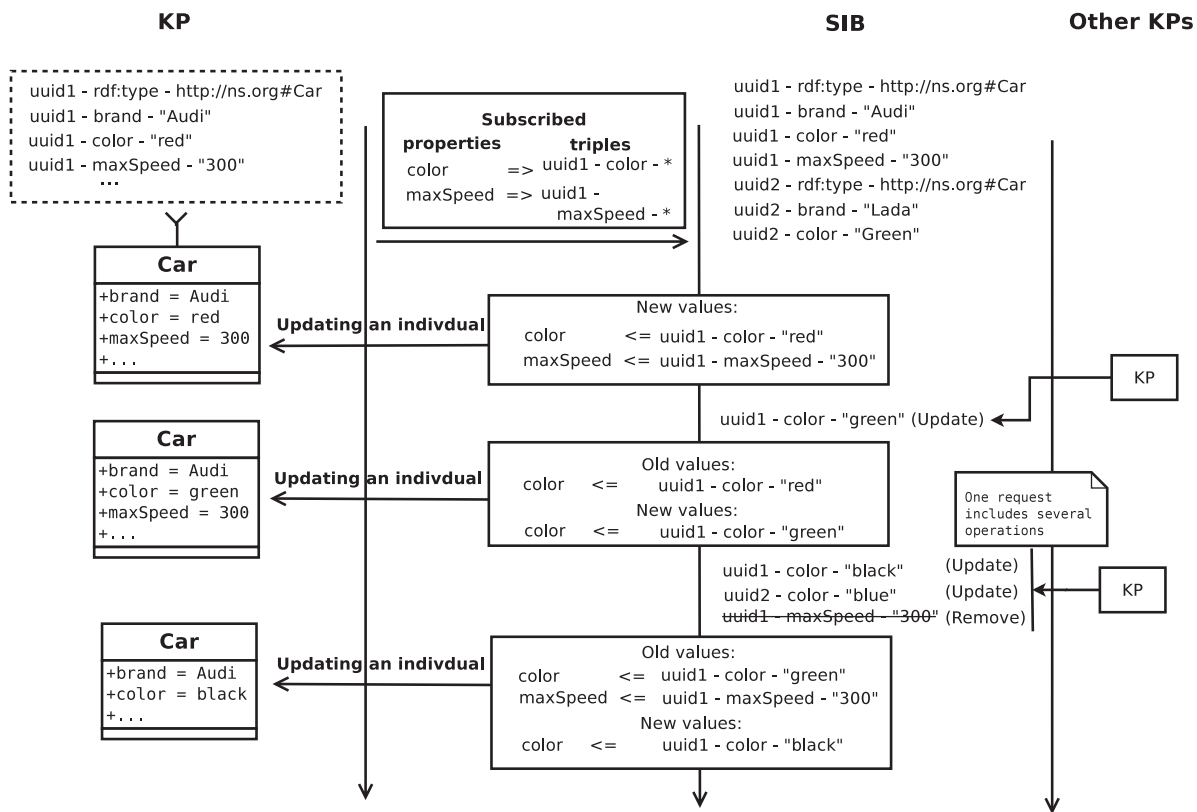 KP
SIB
Other KPs
uuid1 - rdf:type - http://ns.org#Car
uuid1 - brand - "Audi"
uuid1 - color - "red"
uuid1 - maxSpeed - "300"
...
Subscribed
properties triples
color => uuid1 - color - *
maxSpeed => uuid1 -
maxSpeed - *
uuid1 - rdf:type - http://ns.org#Car
uuid1 - brand - "Audi"
uuid1 - color - "red"
uuid1 - maxSpeed - "300"
uuid2 - rdf:type - http://ns.org#Car
uuid2 - brand - "Lada"
uuid2 - color - "Green"
Car
+brand = Audi
+color = red
+maxSpeed = 300
+...
Updating an indivdual
New values:
color <= uuid1 - color - "red"
maxSpeed <= uuid1 - maxSpeed - "300"
KP
uuid1 - color - "green" (Update)
Car
+brand = Audi
+color = green
+maxSpeed = 300
+...
Updating an indivdual
Old values:
color <= uuid1 - color - "red"
New values:
color <= uuid1 - color - "green"
One request
includes several
operations
uuid1 - color - "black" (Update)
uuid2 - color - "blue" (Update)
uuid1 - maxSpeed - "300" (Remove)
KP
Car
+brand = Audi
+color = black
+...
Updating an indivdual
Old values:
color <= uuid1 - color - "green"
maxSpeed <= uuid1 - maxSpeed - "300"
New values:
color <= uuid1 - color - "black"